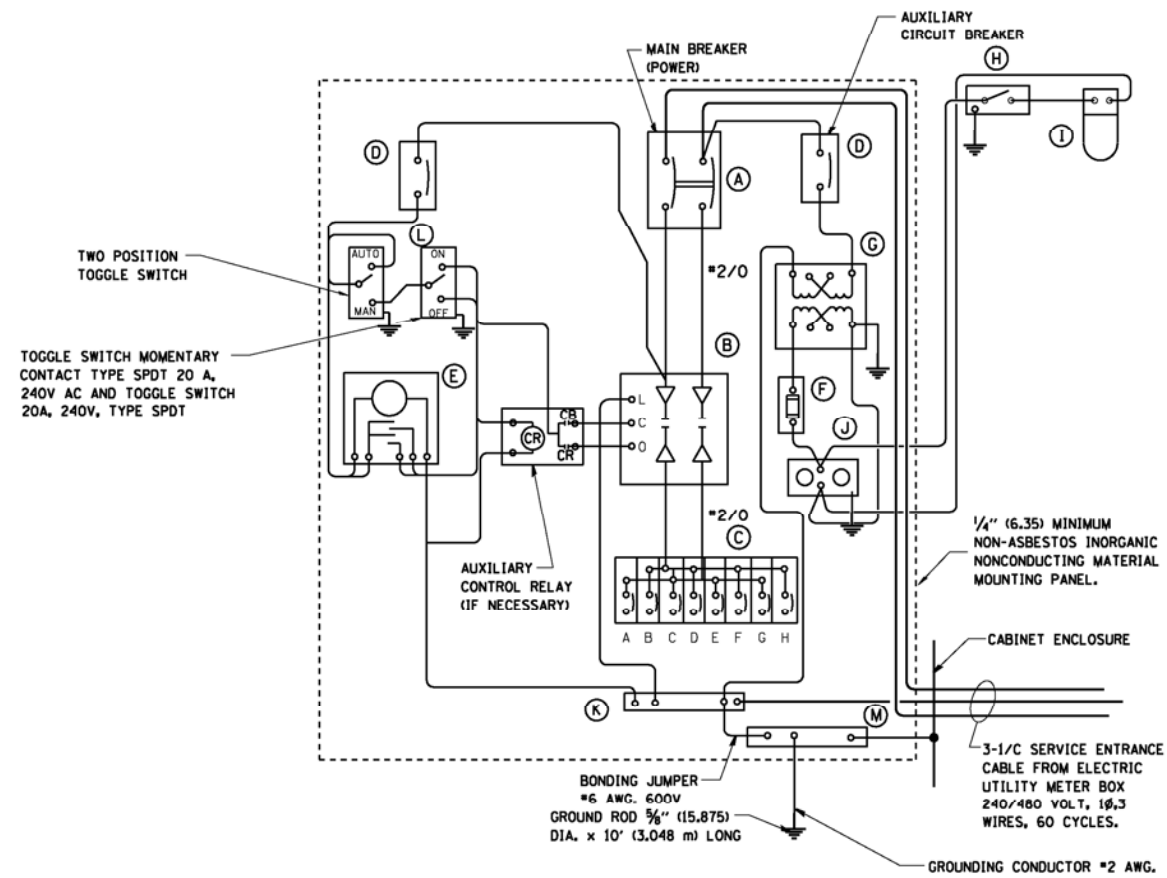 AUXILIARY
CIRCUIT BREAKER
MAIN BREAKER
(POWER)
H
I
D
A
D
L
G
TWO POSITION
TOGGLE SWITCH
AUTO
MAN
ON
OFF
#2/0
TOGGLE SWITCH MOMENTARY
CONTACT TYPE SPDT 20 A,
240V AC AND TOGGLE SWITCH
20A, 240V, TYPE SPDT
B
E
F
L
C
O
CB
CR
CR
J
#2/0
C
AUXILIARY
CONTROL RELAY
(IF NECESSARY)
A B C D E F G H
1/4" (6.35) MINIMUM
NON-ASBESTOS INORGANIC
NONCONDUCTING MATERIAL
MOUNTING PANEL.
CABINET ENCLOSURE
K
M
BONDING JUMPER
#6 AWG. 600V
GROUND ROD 5/8" (15.875)
DIA. x 10' (3.048 m) LONG
3-1/C SERVICE ENTRANCE
CABLE FROM ELECTRIC
UTILITY METER BOX
240/480 VOLT, 1Ø,3
WIRES, 60 CYCLES.
GROUNDING CONDUCTOR #2 AWG.